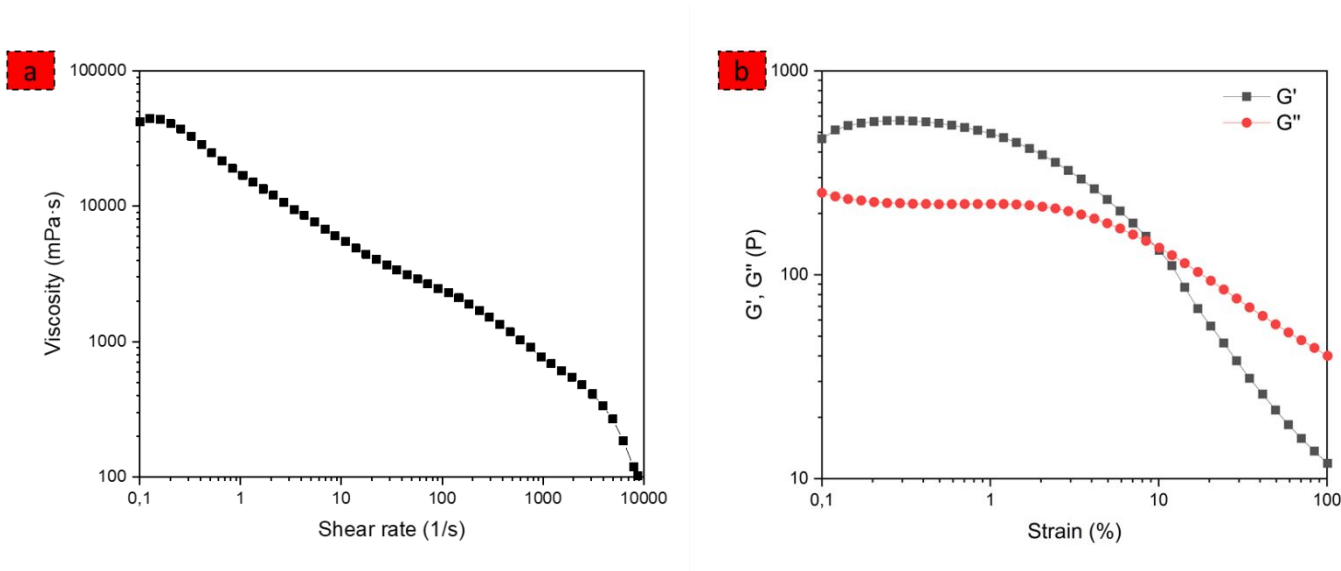 a
100000
10000
1000
100
Viscosity (mPa·s)
0,1 1 10 100 1000 10000
Shear rate (1/s)
b
1000
100
10
G', G" (P)
G'
G"
0,1 1 10 100
Strain (%)